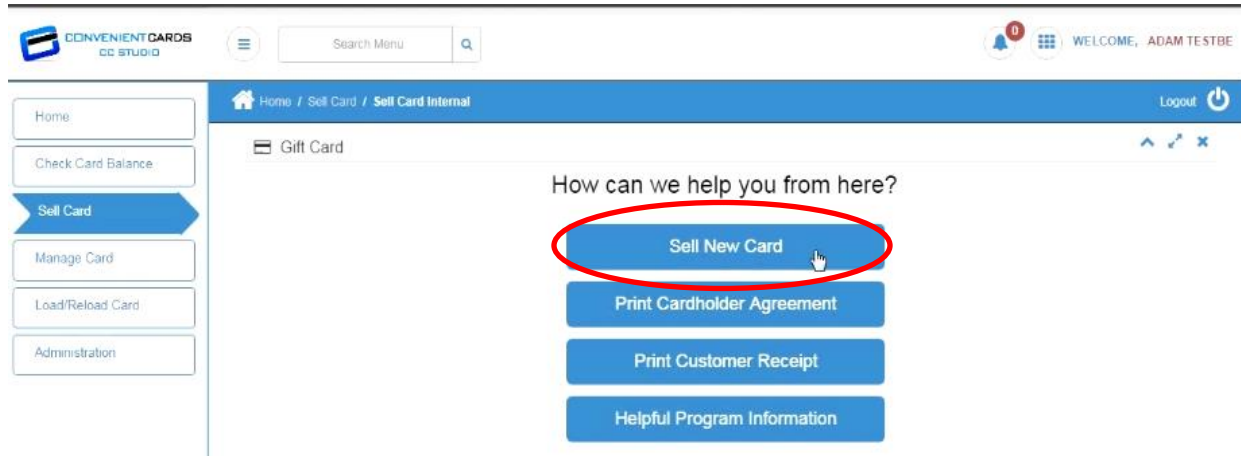 CONVENIENT CARDS
CC STUDIO
Search Menu
0
WELCOME, ADAM TESTBE
Home / Sell Card / Sell Card Internal
Logout
Home
Check Card Balance
Sell Card
Manage Card
Load/Reload Card
Administration
Gift Card
How can we help you from here?
Sell New Card
Print Cardholder Agreement
Print Customer Receipt
Helpful Program Information